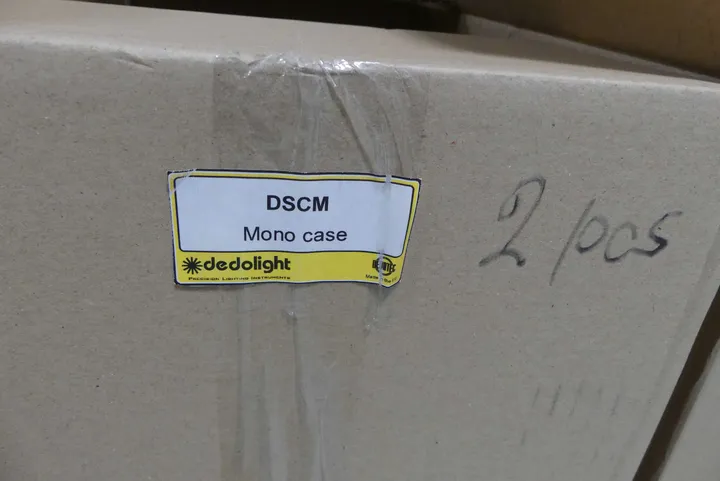 DSCM
Mono case
dedolight
PRECISION LIGHTING INSTRUMENTS
2 pcs